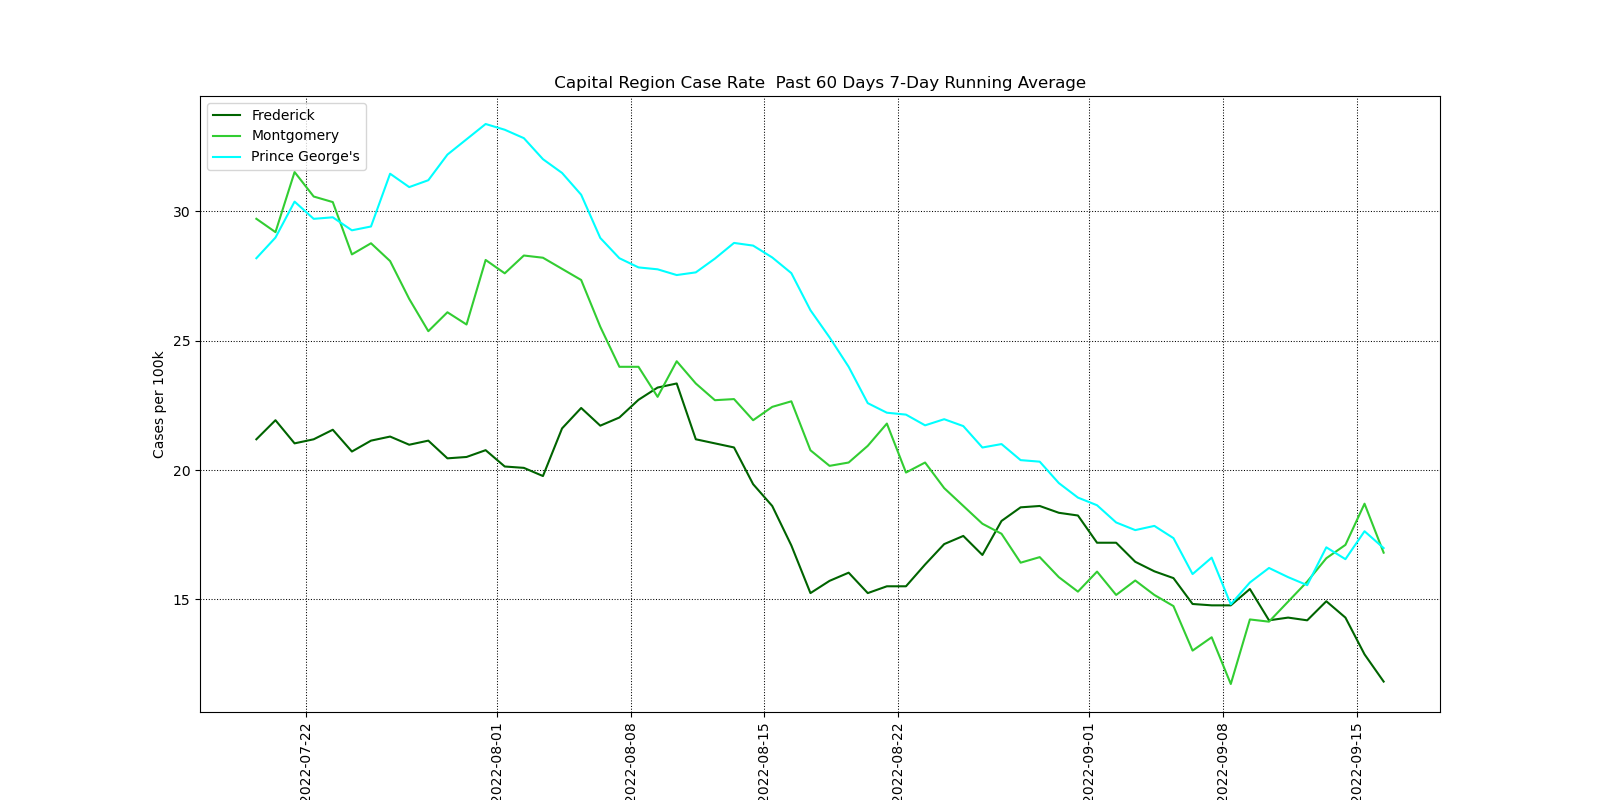 Capital Region Case Rate  Past 60 Days 7-Day Running Average
Frederick
Montgomery
Prince George's
Cases per 100k
30
25
20
15
2022-07-22
2022-08-01
2022-08-08
2022-08-15
2022-08-22
2022-09-01
2022-09-08
2022-09-15